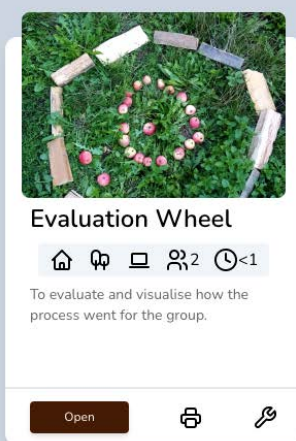 Evaluation Wheel
2 <1
To evaluate and visualise how the
process went for the group.
Open